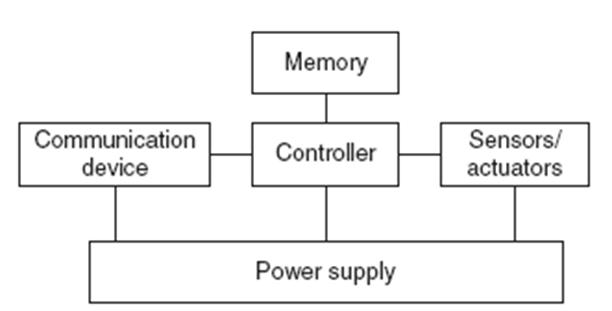 Memory
Communication
device
Controller
Sensors/
actuators
Power supply